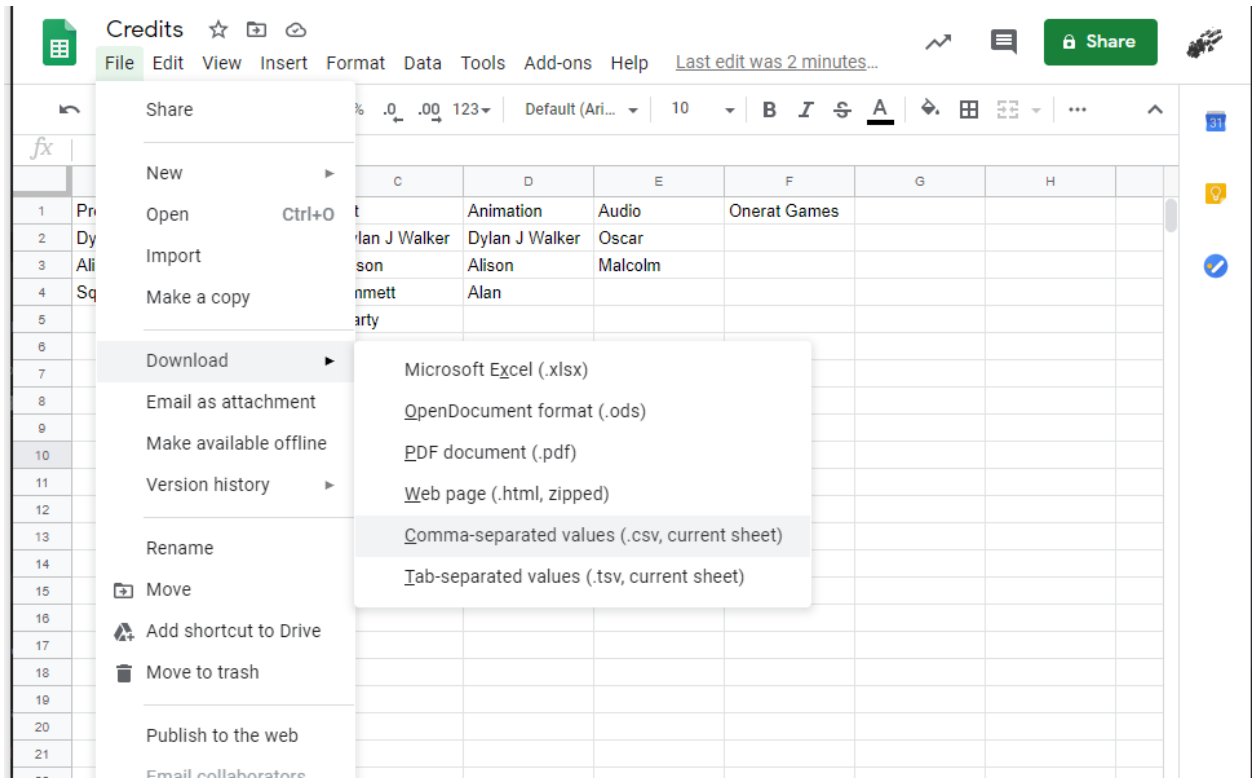 Credits
File Edit View Insert Format Data Tools Add-ons Help Last edit was 2 minutes…
Share
% .0 .00 123 Default (Ari... 10 B I S A ...
31
fx
C D E F G H
1 Pr t Animation Audio Onerat Games
2 Dy lan J Walker Dylan J Walker Oscar
3 Ali son Alison Malcolm
4 Sq mmett Alan
5 arty
6
7
8
9
10
11
12
13
14
15
16
17
18
19
20
21
Share
New
Open Ctrl+O
Import
Make a copy
Download
Email as attachment
Make available offline
Version history
Rename
Move
Add shortcut to Drive
Move to trash
Publish to the web
Email collaborators
Microsoft Excel (.xlsx)
OpenDocument format (.ods)
PDF document (.pdf)
Web page (.html, zipped)
Comma-separated values (.csv, current sheet)
Tab-separated values (.tsv, current sheet)